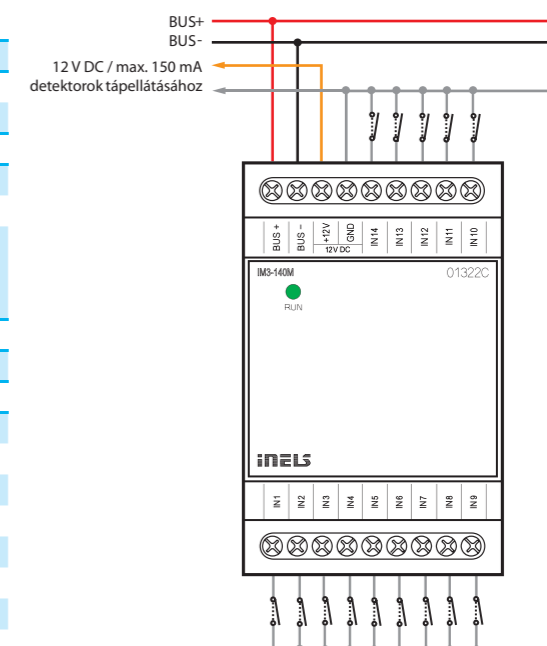 BUS+
BUS-
12 V DC / max. 150 mA
detektorok tápellátásához
BUS +
BUS –
+12V
GND
12V DC
IN14
IN13
IN12
IN11
IN10
IM3-140M
01322C
RUN
iNELS
IN1
IN2
IN3
IN4
IN5
IN6
IN7
IN8
IN9